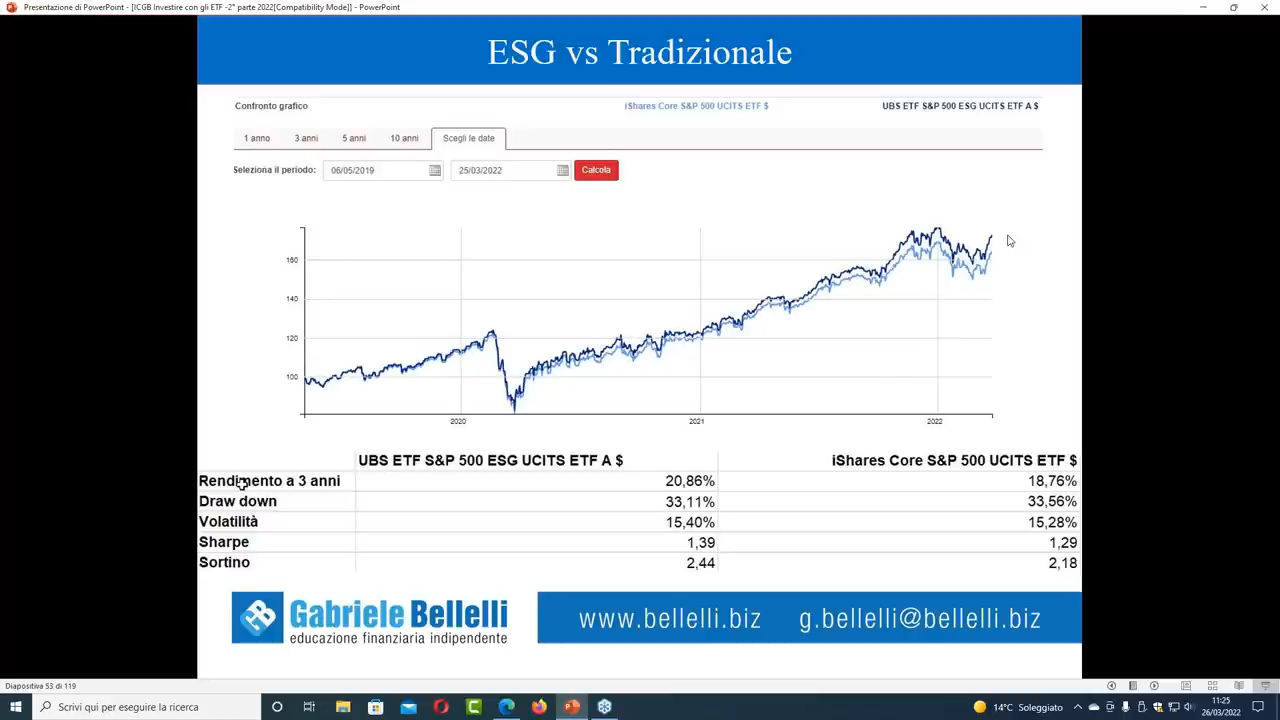 Presentazione di PowerPoint - [ICGB Investire con gli ETF -2° parte 2022[Compatibility Mode]] - PowerPoint
ESG vs Tradizionale
Confronto grafico
iShares Core S&P 500 UCITS ETF $
UBS ETF S&P 500 ESG UCITS ETF A $
1 anno 3 anni 5 anni 10 anni Scegli le date
Seleziona il periodo: 06/05/2019 25/03/2022 Calcola
160
140
120
100
2020 2021 2022
UBS ETF S&P 500 ESG UCITS ETF A $ iShares Core S&P 500 UCITS ETF $
Rendimento a 3 anni 20,86% 18,76%
Draw down 33,11% 33,56%
Volatilità 15,40% 15,28%
Sharpe 1,39 1,29
Sortino 2,44 2,18
Gabriele Bellelli
educazione finanziaria indipendente
www.bellelli.biz g.bellelli@bellelli.biz
Diapositiva 53 di 119
Scrivi qui per eseguire la ricerca
14°C Soleggiato
11:25
26/03/2022